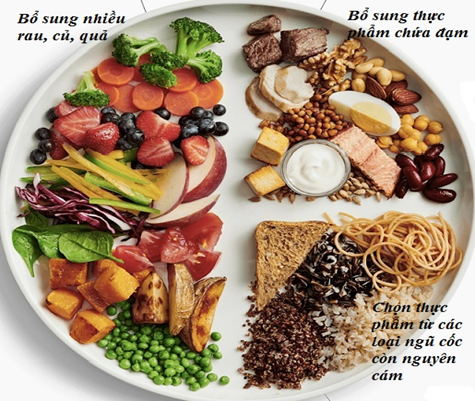 Bổ sung nhiều
rau, củ, quả
Bổ sung thực
phẩm chứa đạm
Chọn thực
phẩm từ các
loại ngũ cốc
còn nguyên
cám